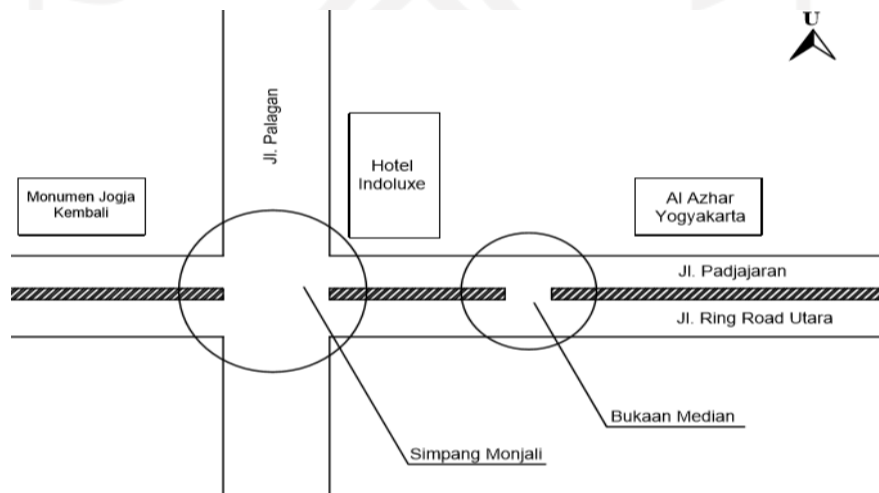 U
Jl. Palagan
Hotel
Indoluxe
Monumen Jogja
Kembali
Al Azhar
Yogyakarta
Jl. Padjajaran
Jl. Ring Road Utara
Bukaan Median
Simpang Monjali